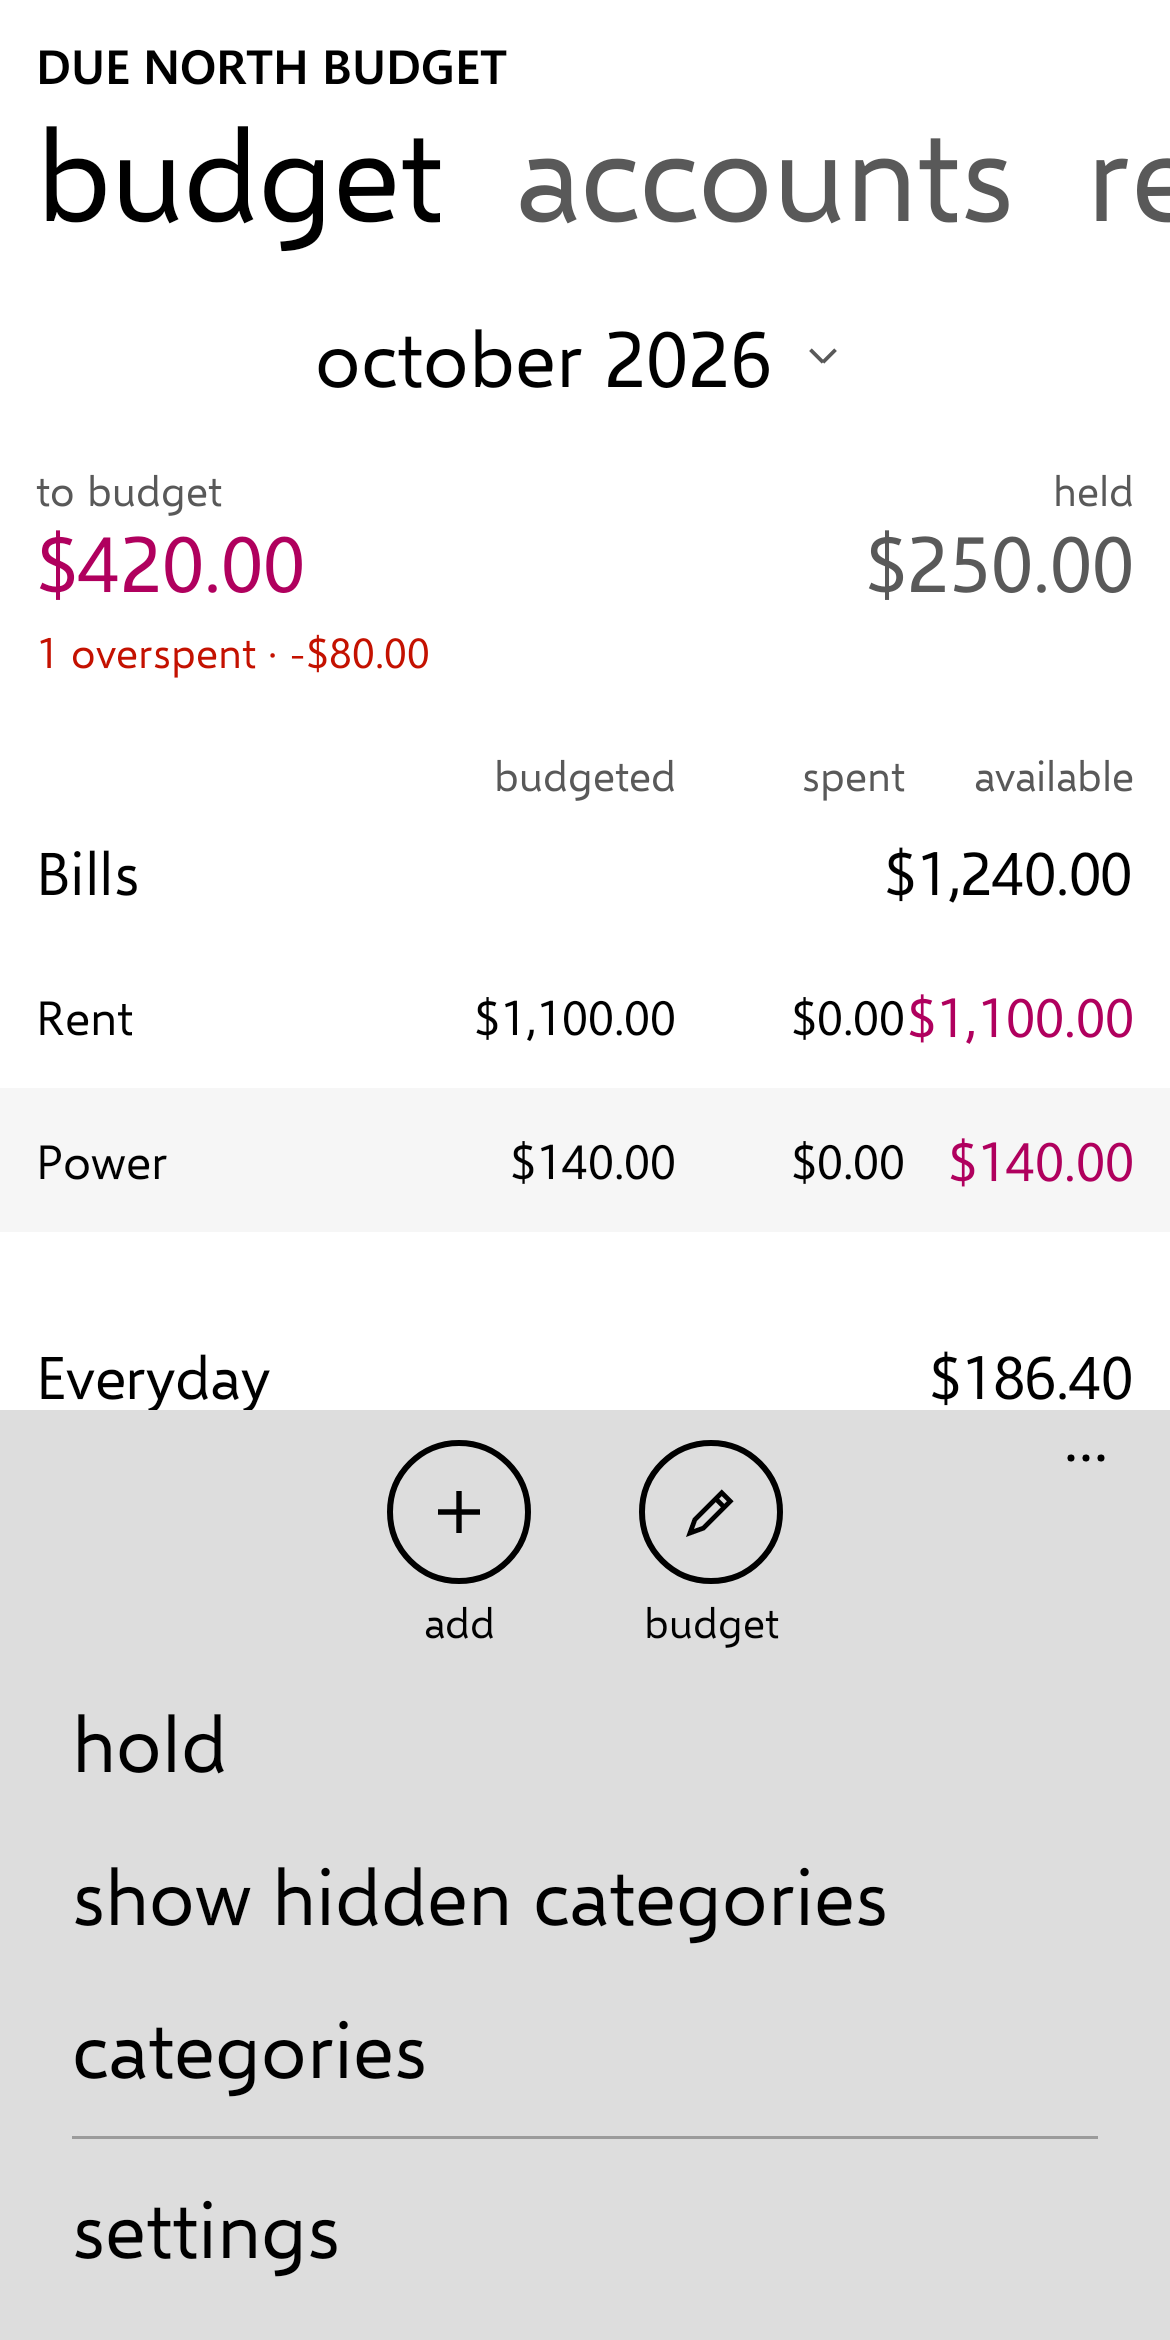 DUE NORTH BUDGET
budget accounts re
october 2026
to budget held
$420.00 $250.00
1 overspent · -$80.00
budgeted spent available
Bills $1,240.00
Rent $1,100.00 $0.00 $1,100.00
Power $140.00 $0.00 $140.00
Everyday $186.40
...
add budget
hold
show hidden categories
categories
settings